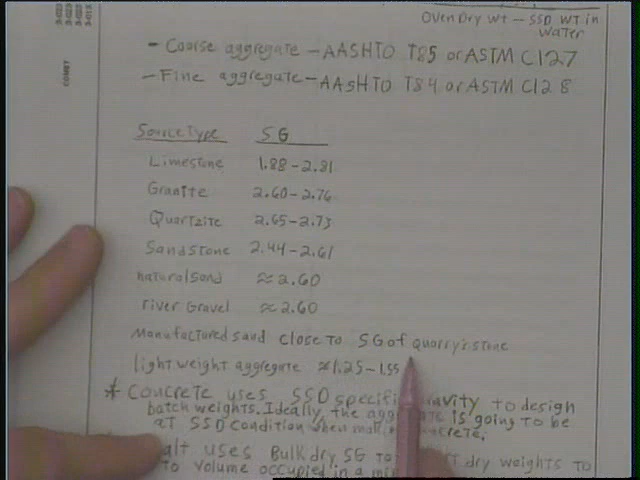 Oven Dry wt - SSD WT in
water
- Coarse aggregate - AASHTO T85 or ASTM C127
- Fine aggregate - AASHTO T84 or ASTM C128
COMET
Source Type SG
Limestone 1.88-2.81
Granite 2.60-2.76
Quartzite 2.65-2.73
Sandstone 2.44-2.61
natural sand ≈2.60
river Gravel ≈2.60
Manufactured sand close to SG of quarry's stone
light weight aggregate ≈1.25-1.55
* Concrete uses SSD specific gravity to design
batch weights. Ideally, the is going to be
at SSD Condition when
uses Bulk dry SG to dry weights to
to volume occupied in a